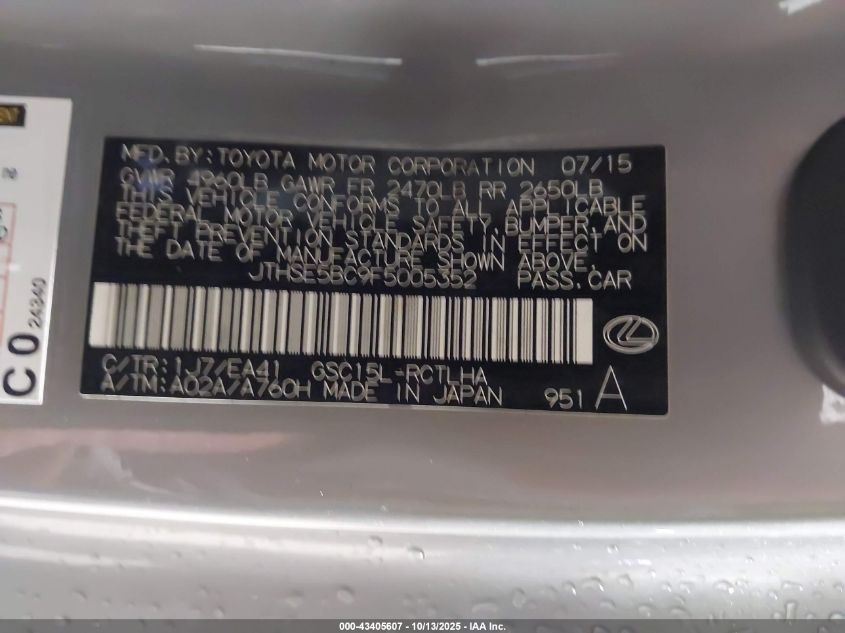 MFD. BY: TOYOTA MOTOR CORPORATION 07/15
GVWR 4960LB GAWR FR 2470LB RR 2650LB
THIS VEHICLE CONFORMS TO ALL APPLICABLE
FEDERAL MOTOR VEHICLE SAFETY, BUMPER, AND
THEFT PREVENTION STANDARDS IN EFFECT ON
THE DATE OF MANUFACTURE SHOWN ABOVE.
JTHSE5BC9F5005352 PASS. CAR
C/TR: 1J7/EA41 GSC15L-RCTLHA
A/TM: A02A/A760H MADE IN JAPAN 951 A
C 0 24340
000-43405607 - 10/13/2025 - IAA Inc.